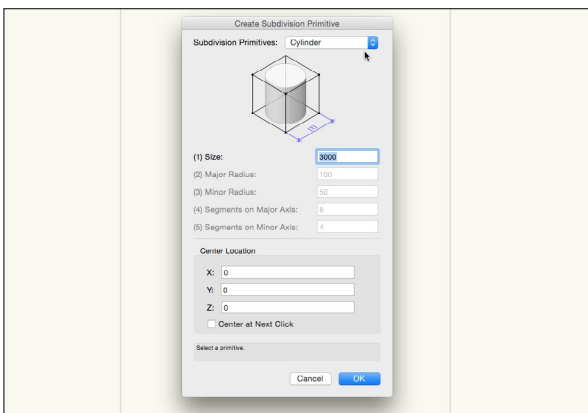 Create Subdivision Primitive
Subdivision Primitives: Cylinder
(1)
(1) Size: 3000
(2) Major Radius: 100
(3) Minor Radius: 50
(4) Segments on Major Axis: 8
(5) Segments on Minor Axis: 4
Center Location
X: 0
Y: 0
Z: 0
Center at Next Click
Select a primitive.
Cancel OK